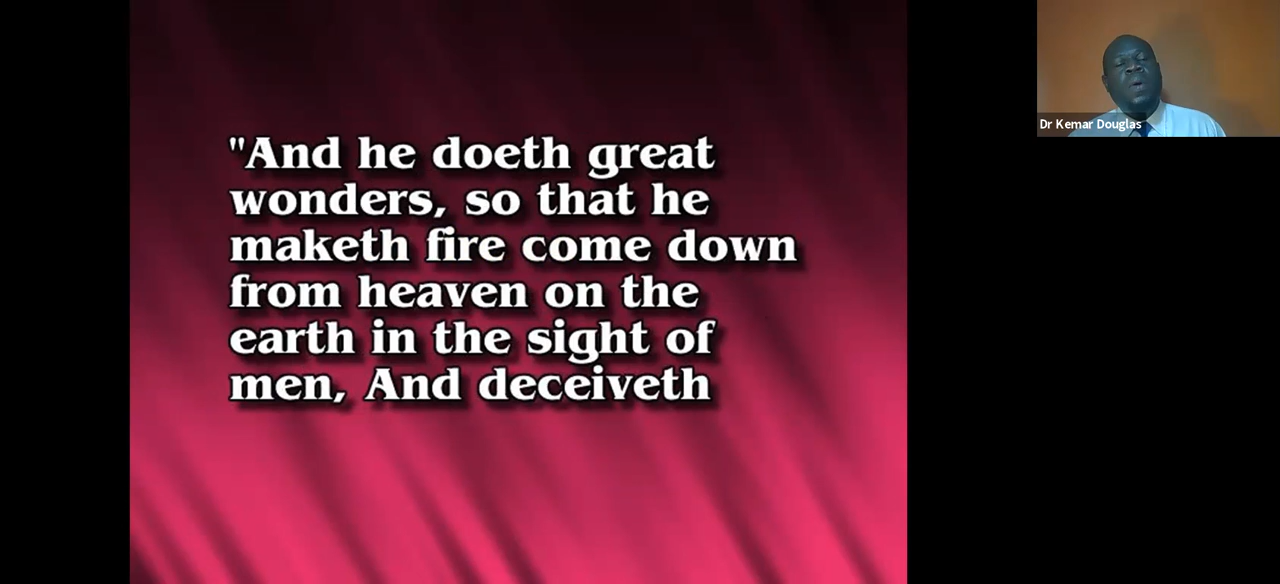 "And he doeth great
wonders, so that he
maketh fire come down
from heaven on the
earth in the sight of
men, And deceiveth
Dr Kemar Douglas